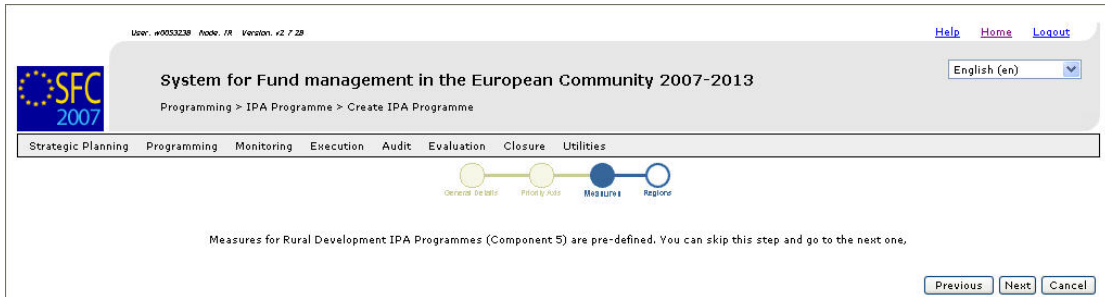 User. w0053238 Node. IR Version. v2 7 28
Help Home Logout
English (en)
SFC
2007
System for Fund management in the European Community 2007-2013
Programming > IPA Programme > Create IPA Programme
Strategic Planning Programming Monitoring Execution Audit Evaluation Closure Utilities
General Details Priority Axis Measures Regions
Measures for Rural Development IPA Programmes (Component 5) are pre-defined. You can skip this step and go to the next one,
Previous Next Cancel